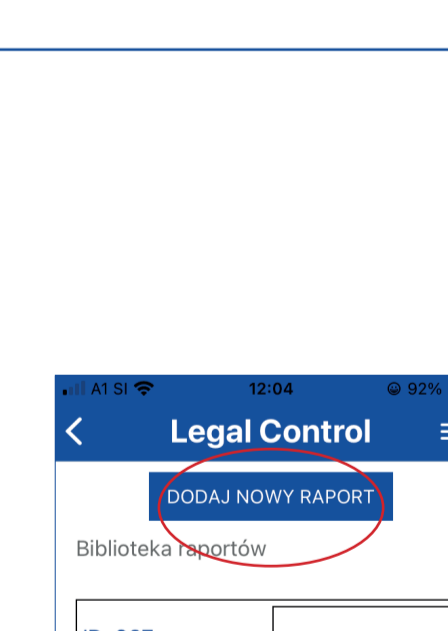 A1 SI 12:04 92%
Legal Control
DODAJ NOWY RAPORT
Biblioteka raportów